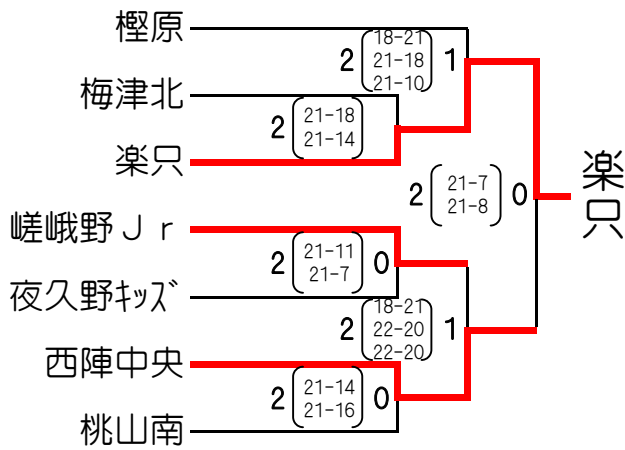 樫原
2 18-21 1
21-18
21-10
梅津北
2 21-18
21-14
楽只
2 21-7 0
21-8
楽只
嵯峨野Jr
2 21-11 0
21-7
夜久野キッズ
2 18-21 1
22-20
22-20
西陣中央
2 21-14 0
21-16
桃山南